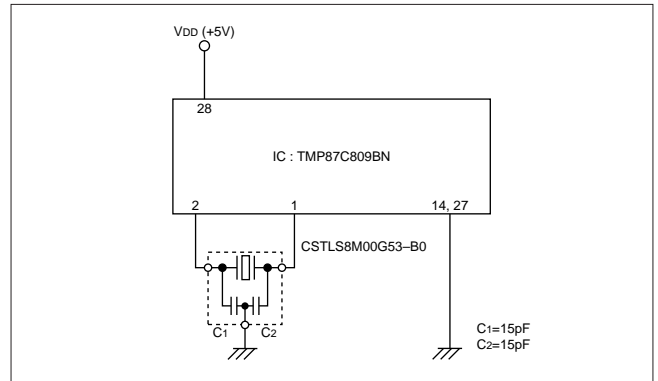 VDD (+5V)
28
IC : TMP87C809BN
2
1
14, 27
CSTLS8M00G53–B0
C1
C2
C1=15pF
C2=15pF